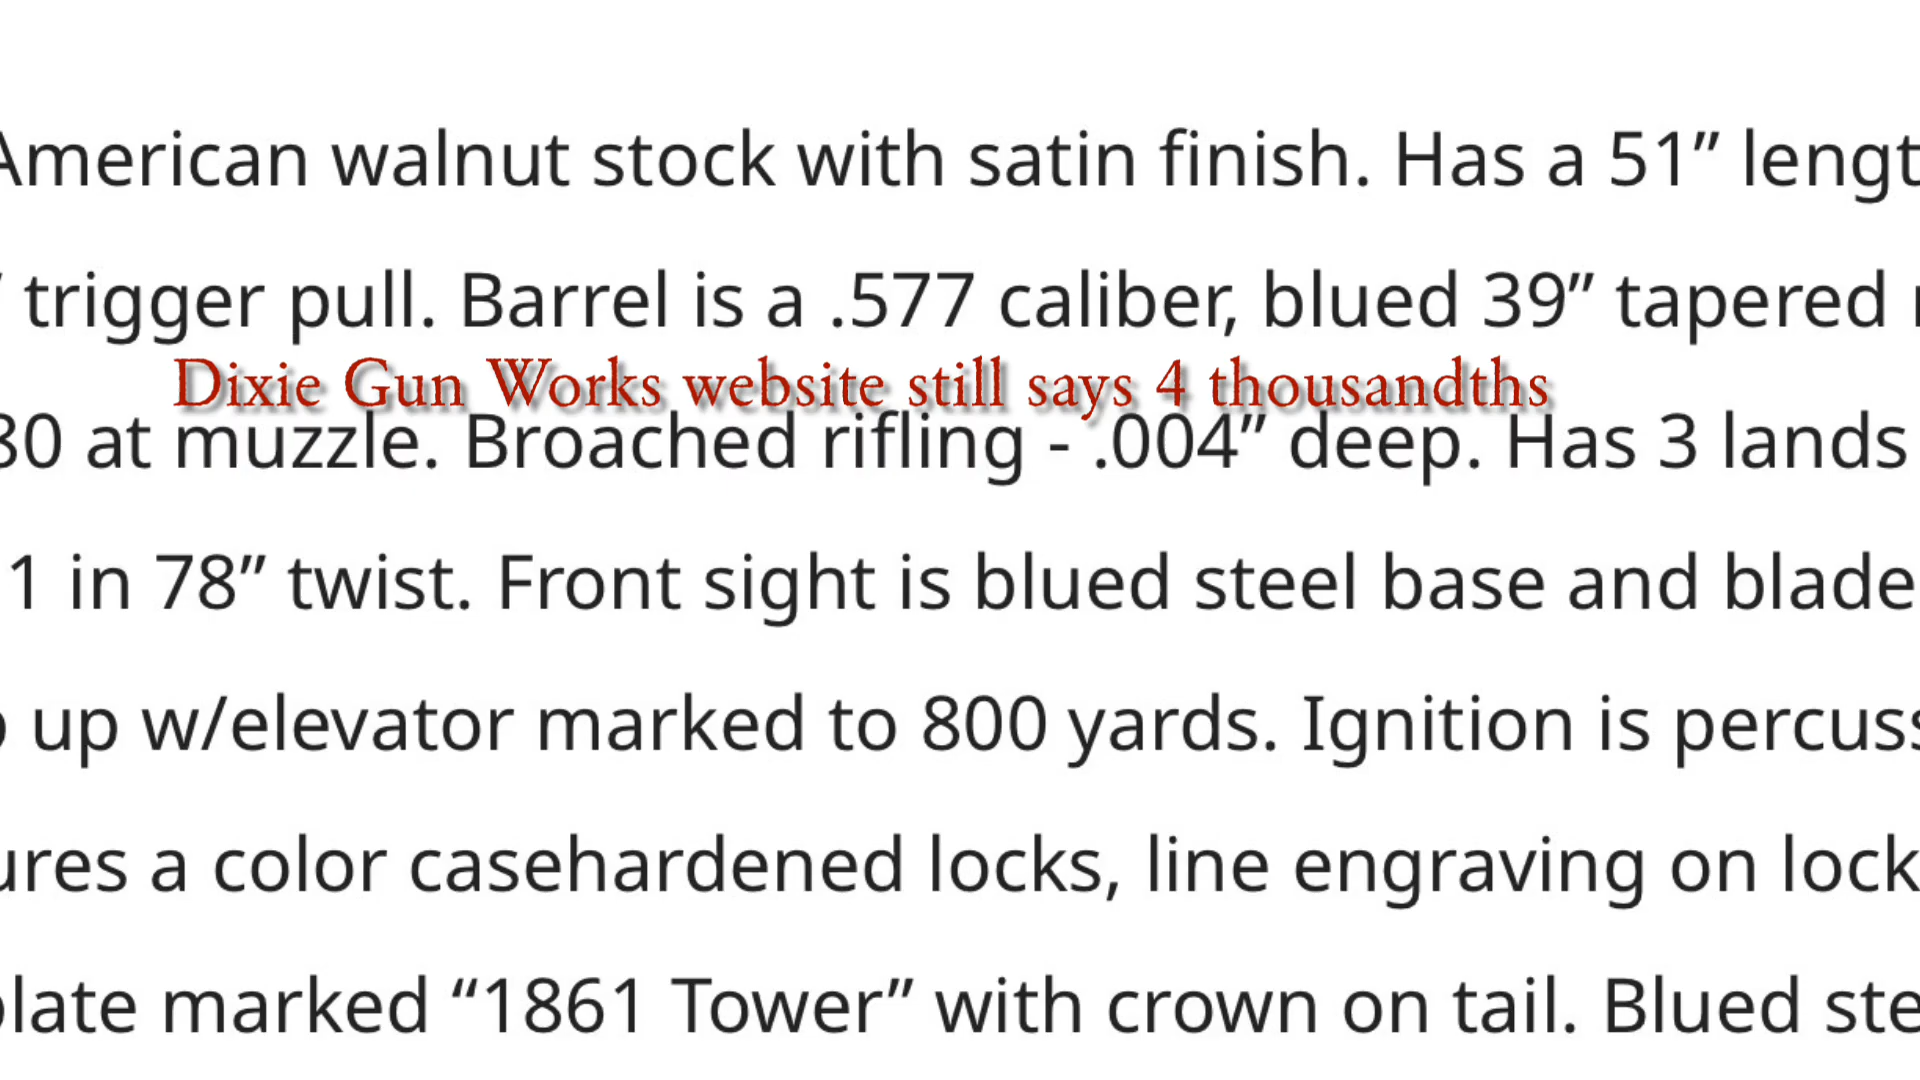 American walnut stock with satin finish. Has a 51” lengt
” trigger pull. Barrel is a .577 caliber, blued 39” tapered
Dixie Gun Works website still says 4 thousandths
80 at muzzle. Broached rifling - .004” deep. Has 3 lands
1 in 78” twist. Front sight is blued steel base and blade
up w/elevator marked to 800 yards. Ignition is percuss
ures a color casehardened locks, line engraving on lock
plate marked “1861 Tower” with crown on tail. Blued ste